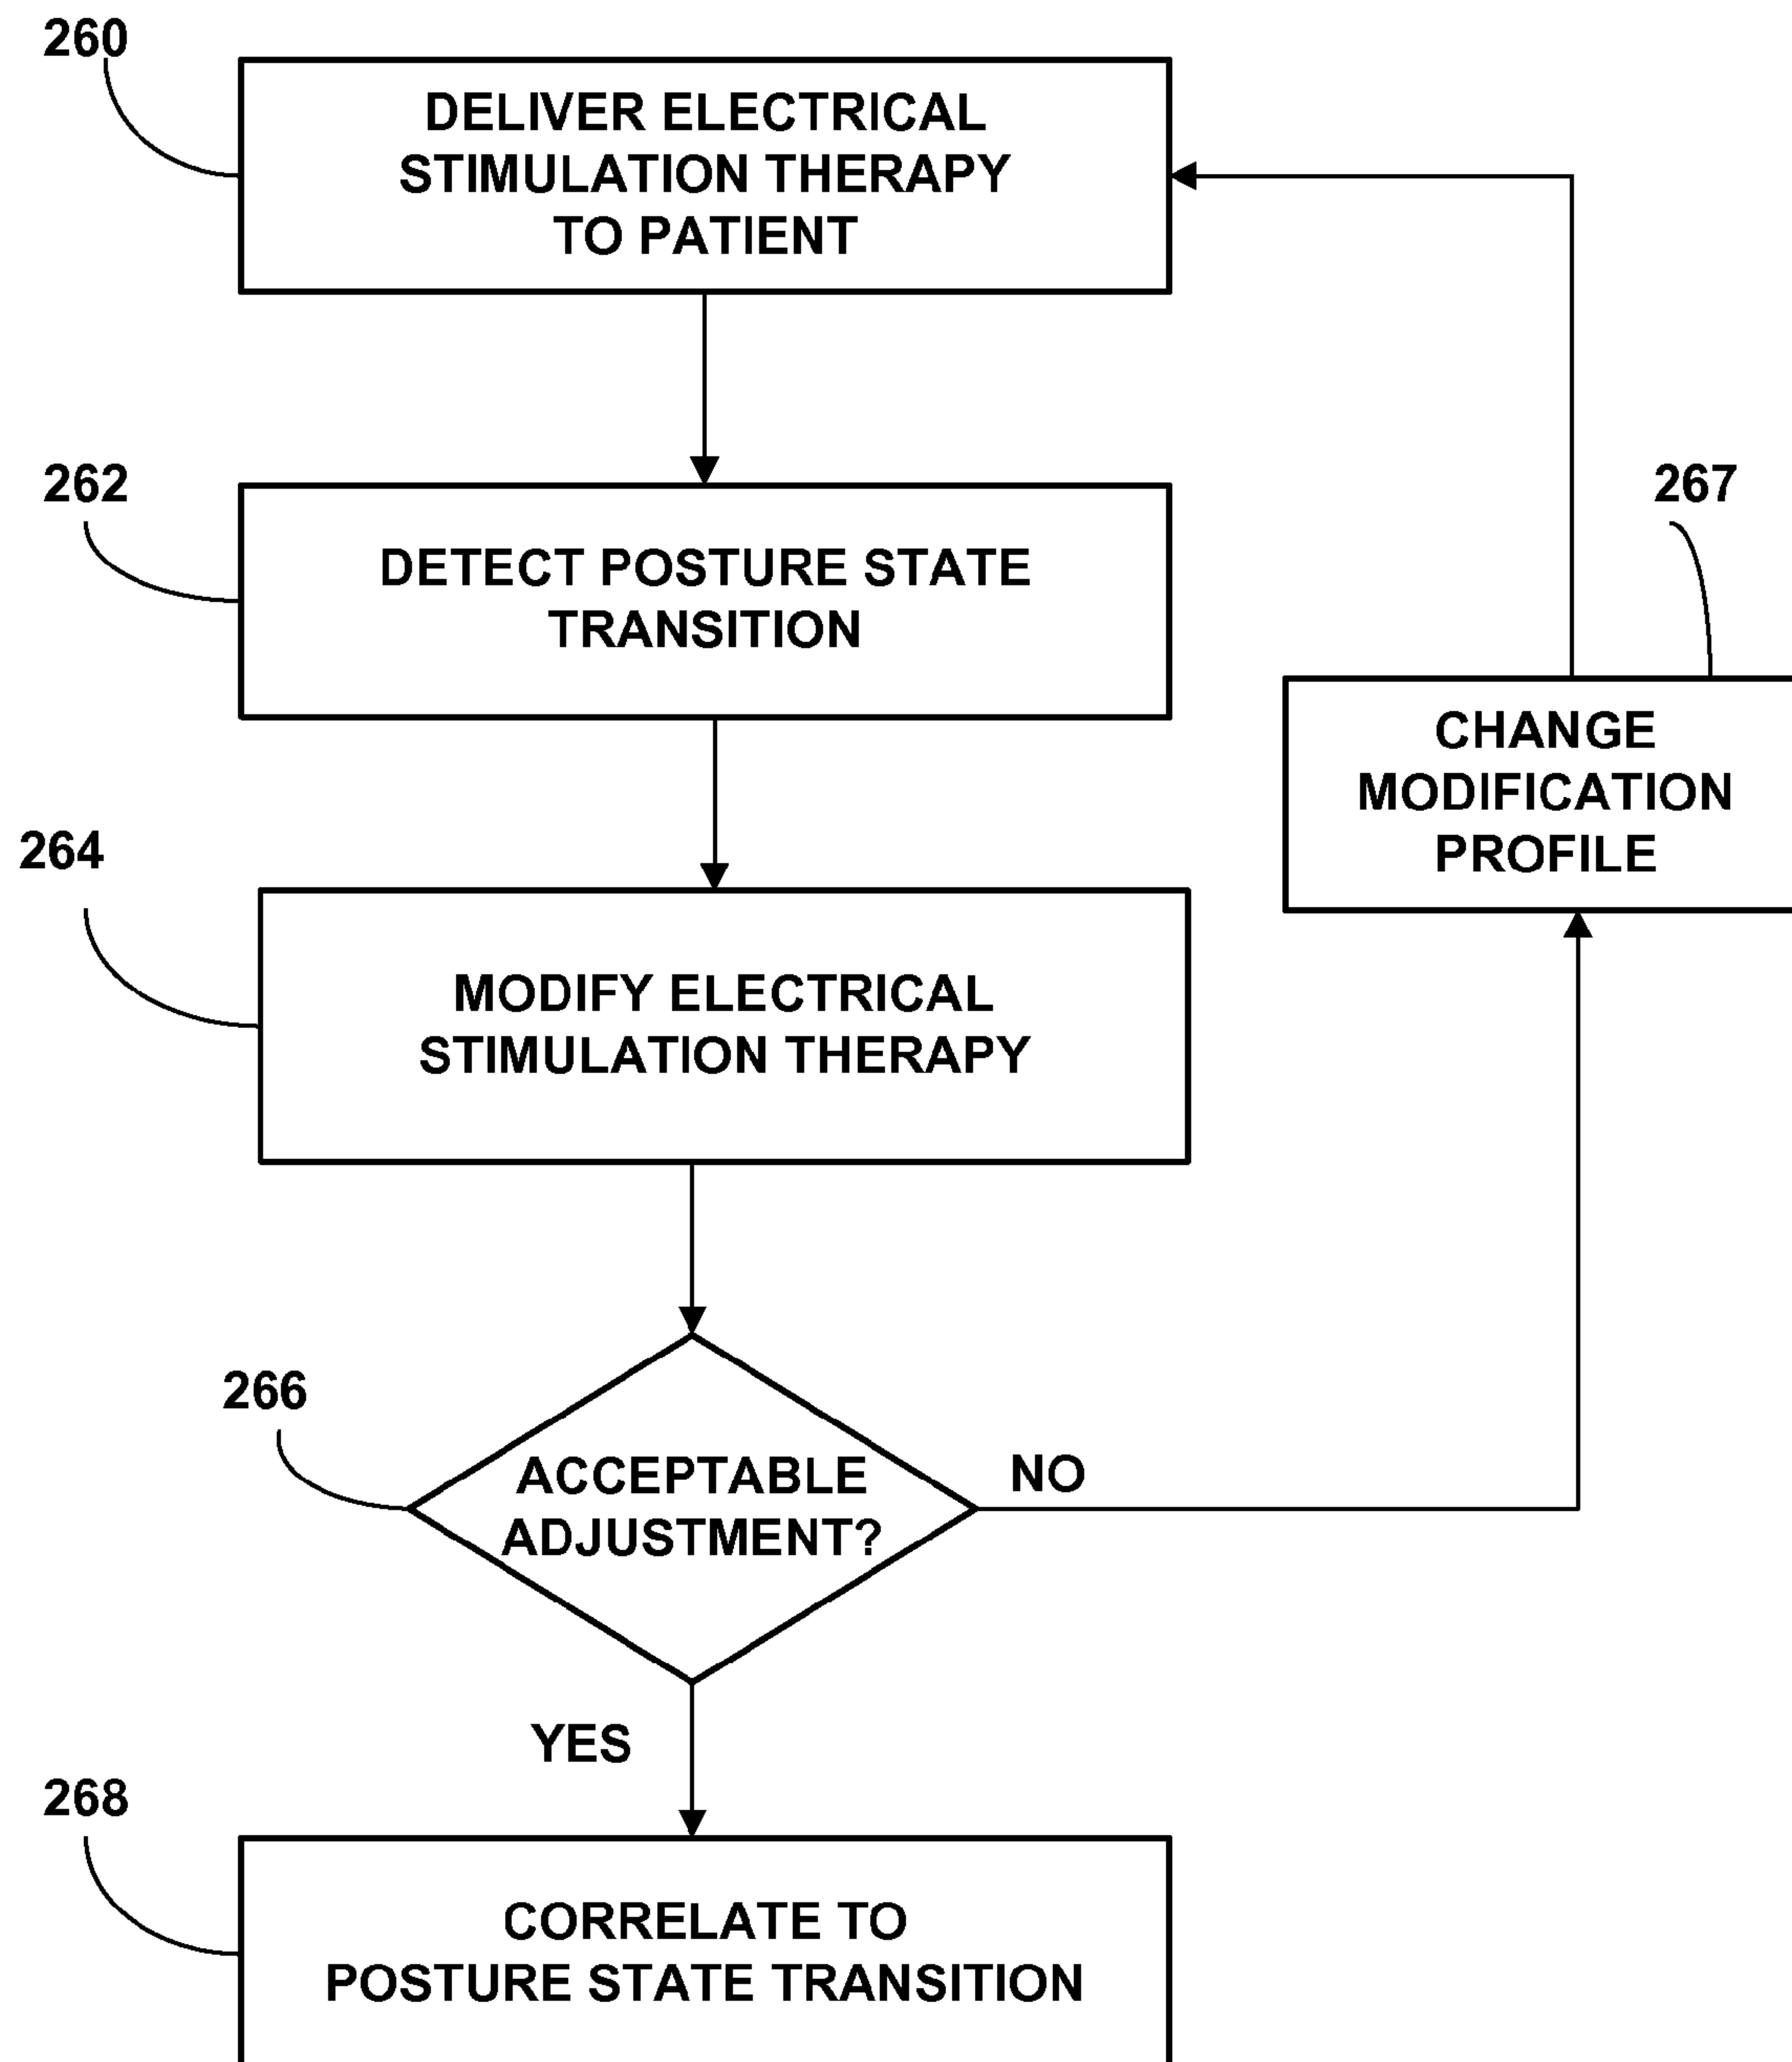 260
DELIVER ELECTRICAL
STIMULATION THERAPY
TO PATIENT
262
DETECT POSTURE STATE
TRANSITION
267
CHANGE
MODIFICATION
PROFILE
264
MODIFY ELECTRICAL
STIMULATION THERAPY
266
ACCEPTABLE
ADJUSTMENT?
NO
YES
268
CORRELATE TO
POSTURE STATE TRANSITION